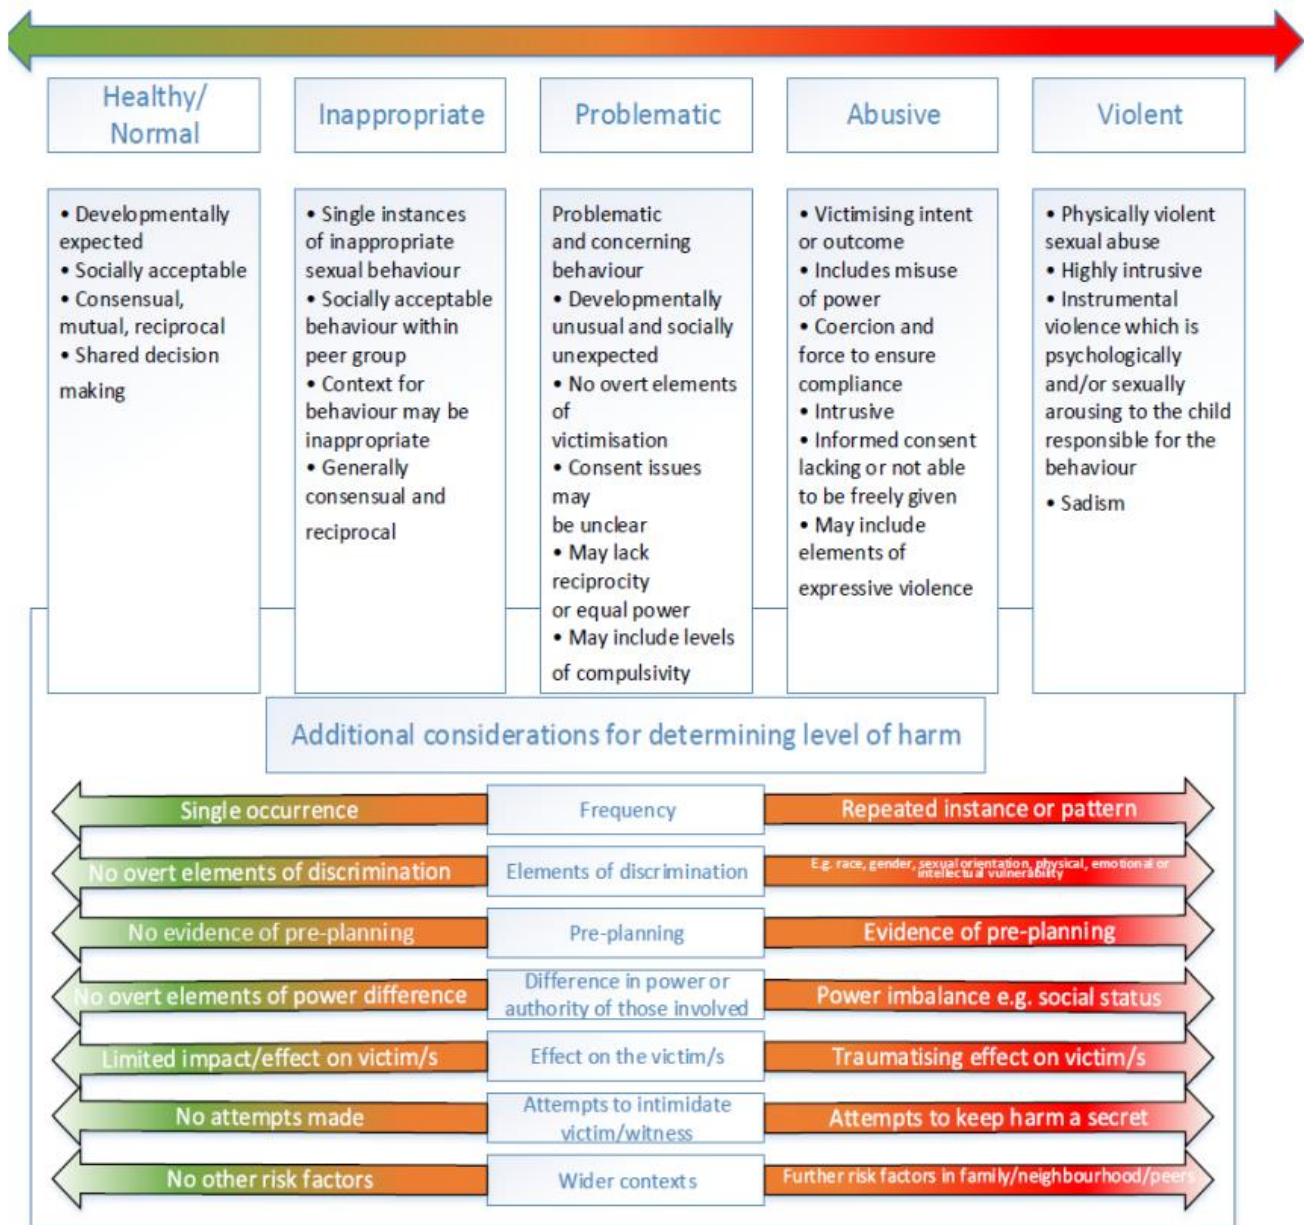 Healthy/
Normal
Inappropriate
Problematic
Abusive
Violent
• Developmentally
expected
• Socially acceptable
• Consensual,
mutual, reciprocal
• Shared decision
making
• Single instances
of inappropriate
sexual behaviour
• Socially acceptable
behaviour within
peer group
• Context for
behaviour may be
inappropriate
• Generally
consensual and
reciprocal
Problematic
and concerning
behaviour
• Developmentally
unusual and socially
unexpected
• No overt elements
of
victimisation
• Consent issues
may
be unclear
• May lack
reciprocity
or equal power
• May include levels
of compulsivity
• Victimising intent
or outcome
• Includes misuse
of power
• Coercion and
force to ensure
compliance
• Intrusive
• Informed consent
lacking or not able
to be freely given
• May include
elements of
expressive violence
• Physically violent
sexual abuse
• Highly intrusive
• Instrumental
violence which is
psychologically
and/or sexually
arousing to the child
responsible for the
behaviour
• Sadism
Additional considerations for determining level of harm
Single occurrence
Frequency
Repeated instance or pattern
No overt elements of discrimination
Elements of discrimination
E.g. race, gender, sexual orientation, physical, emotional or
intellectual vulnerability
No evidence of pre-planning
Pre-planning
Evidence of pre-planning
No overt elements of power difference
Difference in power or
authority of those involved
Power imbalance e.g. social status
Limited impact/effect on victim/s
Effect on the victim/s
Traumatising effect on victim/s
No attempts made
Attempts to intimidate
victim/witness
Attempts to keep harm a secret
No other risk factors
Wider contexts
Further risk factors in family/neighbourhood/peers